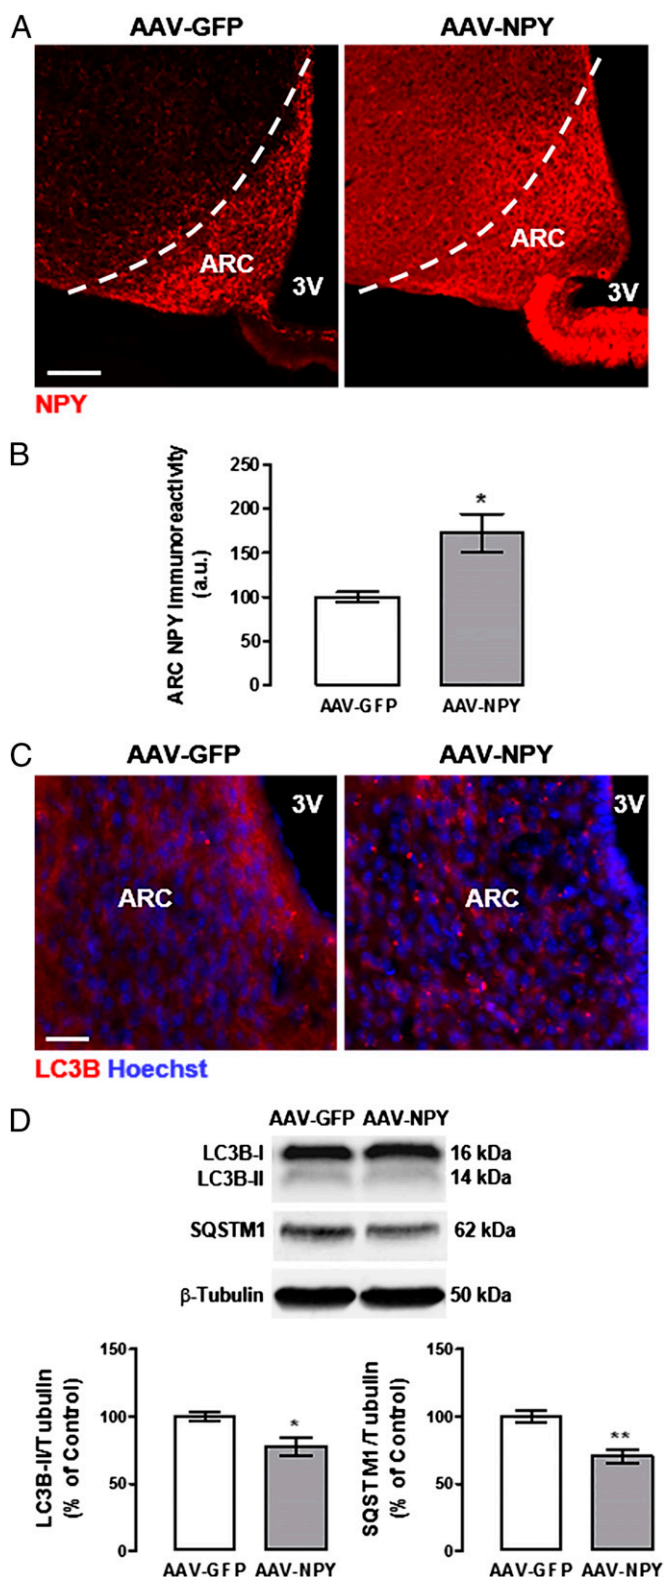 A
AAV-GFP AAV-NPY
ARC
3V
ARC
3V
NPY
B
ARC NPY Immunoreactivity
(a.u.)
250
200
150
100
50
0
*
AAV-GFP AAV-NPY
C
AAV-GFP AAV-NPY
3V
ARC
3V
ARC
LC3B Hoechst
D
AAV-GFP AAV-NPY
LC3B-I 16 kDa
LC3B-II 14 kDa
SQSTM1 62 kDa
β-Tubulin 50 kDa
LC3B-II/Tubulin
(% of Control)
150
100
50
0
*
AAV-GFP AAV-NPY
SQSTM1/Tubulin
(% of Control)
150
100
50
0
**
AAV-GFP AAV-NPY